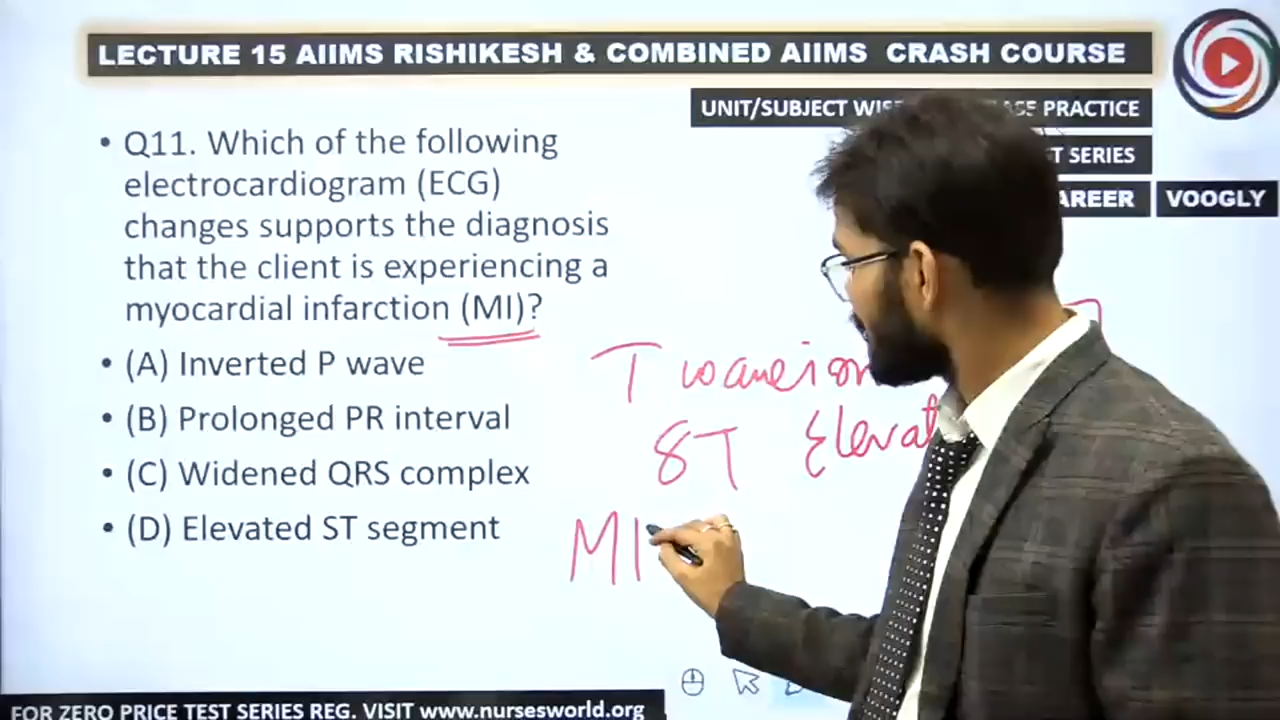 LECTURE 15 AIIMS RISHIKESH & COMBINED AIIMS CRASH COURSE
UNIT/SUBJECT PRACTICE
SERIES
VOOGLY
• Q11. Which of the following
electrocardiogram (ECG)
changes supports the diagnosis
that the client is experiencing a
myocardial infarction (MI)?
• (A) Inverted P wave
• (B) Prolonged PR interval
• (C) Widened QRS complex
• (D) Elevated ST segment
T
ST
MI
FOR ZERO PRICE TEST SERIES REG. VISIT www.nursesworld.org